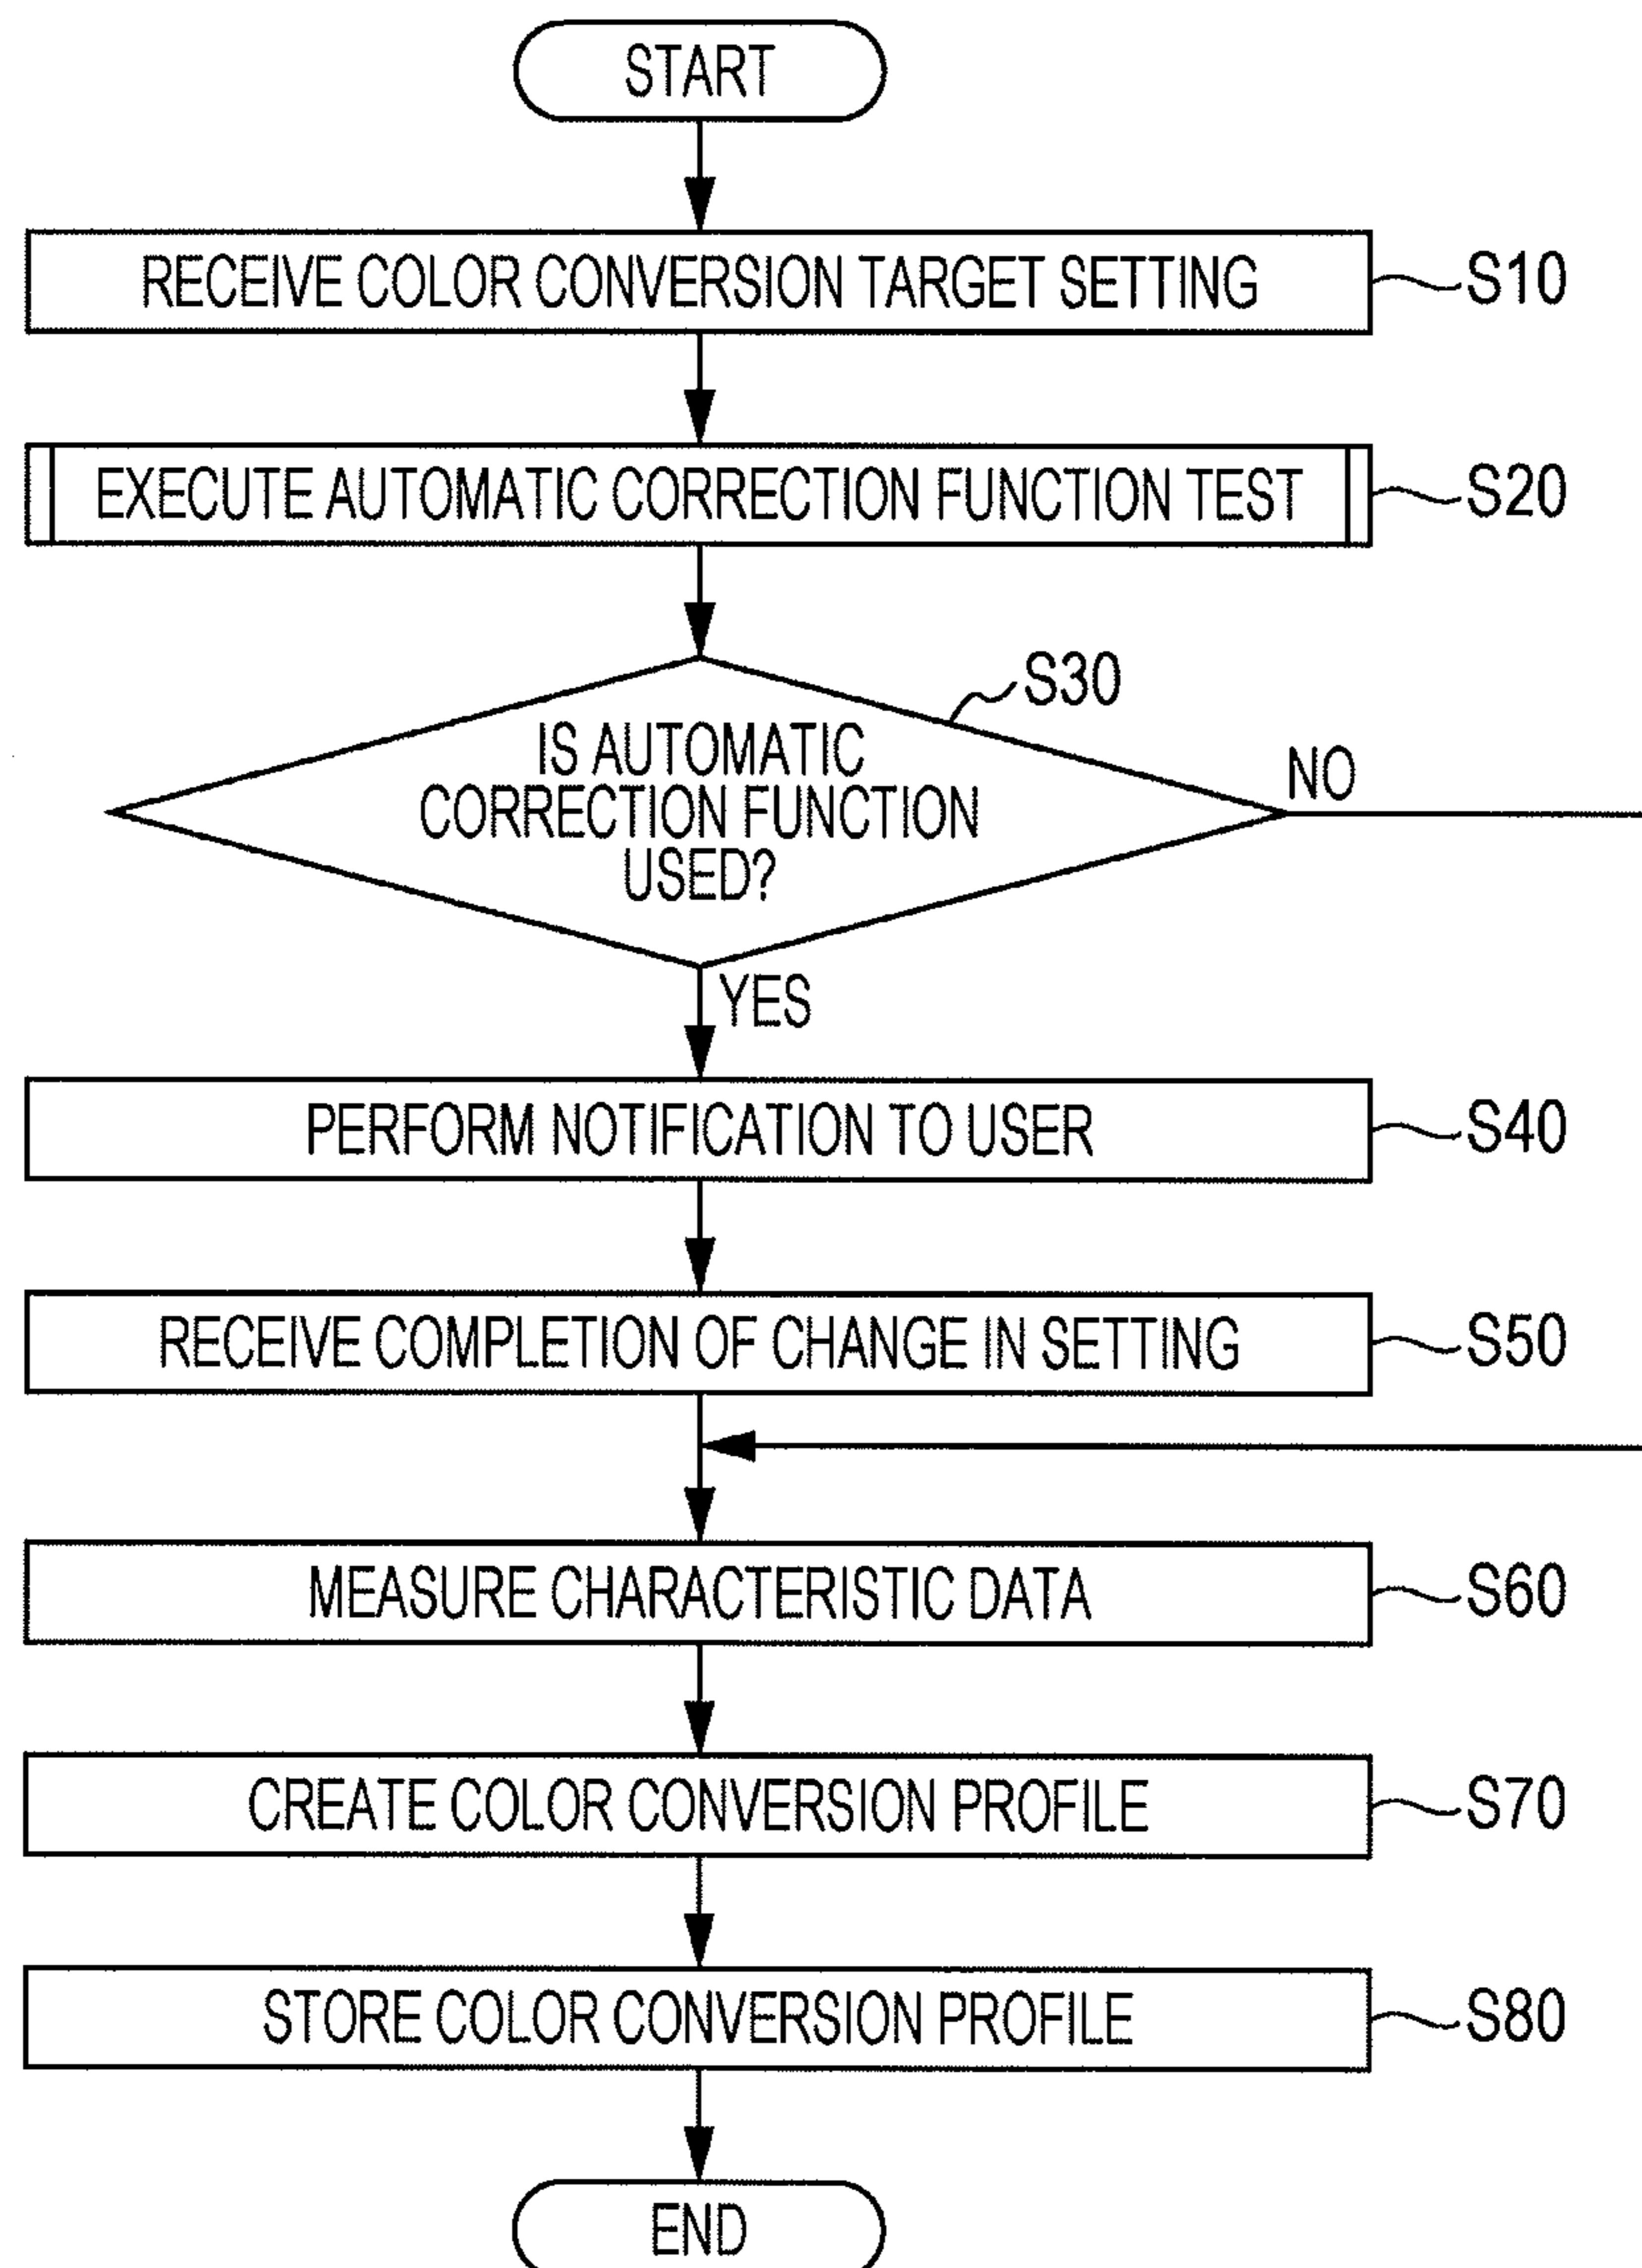 START
RECEIVE COLOR CONVERSION TARGET SETTING
S10
EXECUTE AUTOMATIC CORRECTION FUNCTION TEST
S20
S30
IS AUTOMATIC
CORRECTION FUNCTION
USED?
NO
YES
PERFORM NOTIFICATION TO USER
S40
RECEIVE COMPLETION OF CHANGE IN SETTING
S50
MEASURE CHARACTERISTIC DATA
S60
CREATE COLOR CONVERSION PROFILE
S70
STORE COLOR CONVERSION PROFILE
S80
END